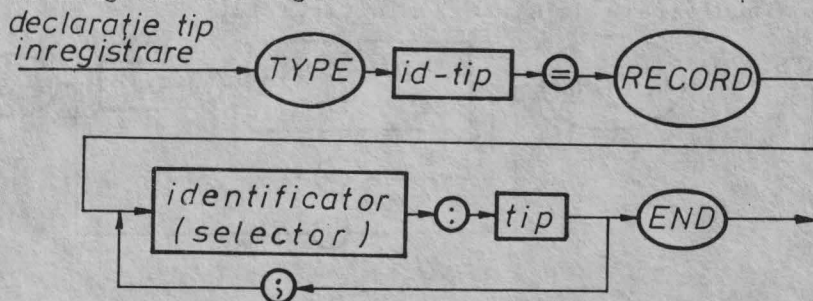 declarație tip
inregistrare
TYPE id-tip = RECORD
identificator
(selector)
: tip END
;